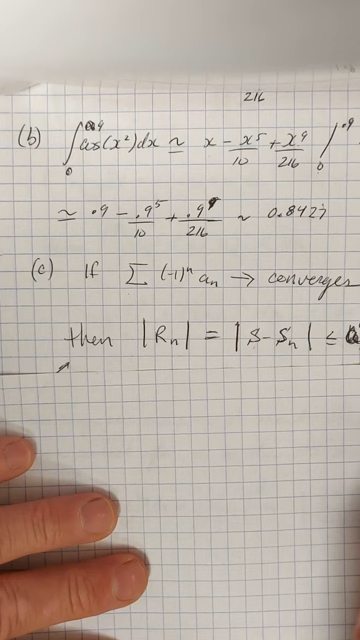 216
(b) ∫₀^.9 cos(x²)dx ≃ x - x⁵/10 + x⁹/216 /₀^.9
≃ .9 - .9⁵/10 + .9⁹/216 ~ 0.8427
(c) If Σ (-1)ⁿ aₙ → converges
then |Rₙ| = |S - Sₙ| ≤